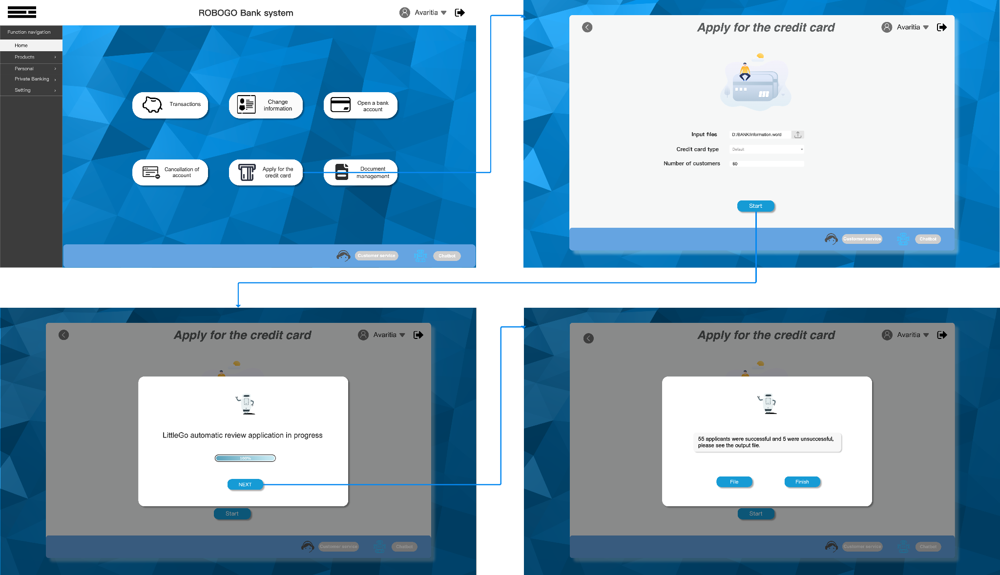 ROBOGO Bank system
Avaritia
Function navigation
Home
Products
Personal
Private Banking
Setting
Transactions
Change
information
Open a bank
account
Cancellation of
account
Apply for the
credit card
Document
management
Customer service
Chatbot
Apply for the credit card
Avaritia
Input files
D:/BANK/information.word
Credit card type
Default
Number of customers
60
Start
Customer service
Chatbot
Apply for the credit card
Avaritia
LittleGo automatic review application in progress
100%
NEXT
Start
Customer service
Chatbot
Apply for the credit card
Avaritia
55 applicants were successful and 5 were unsuccessful,
please see the output file.
File
Finish
Start
Customer service
Chatbot